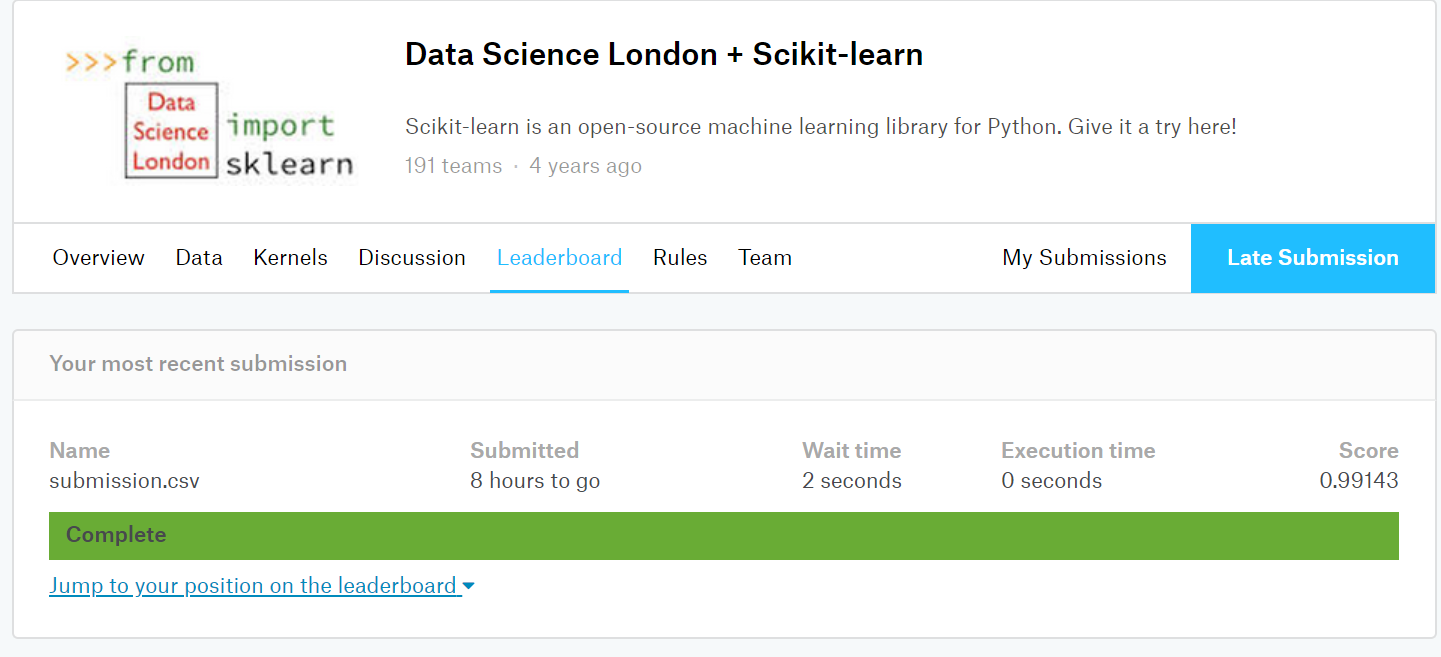 >>>from
Data
Science
London
import
sklearn
Data Science London + Scikit-learn
Scikit-learn is an open-source machine learning library for Python. Give it a try here!
191 teams · 4 years ago
Overview Data Kernels Discussion Leaderboard Rules Team My Submissions Late Submission
Your most recent submission
Name Submitted Wait time Execution time Score
submission.csv 8 hours to go 2 seconds 0 seconds 0.99143
Complete
Jump to your position on the leaderboard